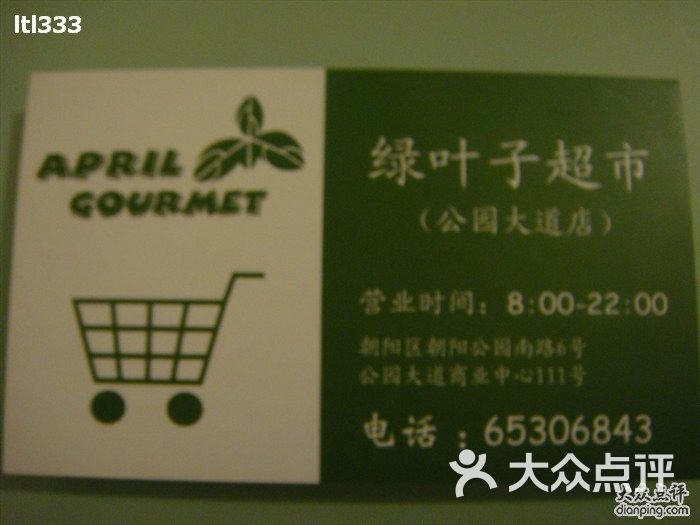 ltl333
APRIL
GOURMET
绿叶子超市
（公园大道店）
营业时间：8:00-22:00
朝阳区朝阳公园南路6号
公园大道商业中心111号
电话：65306843
大众点评
大众点评
dianping.com